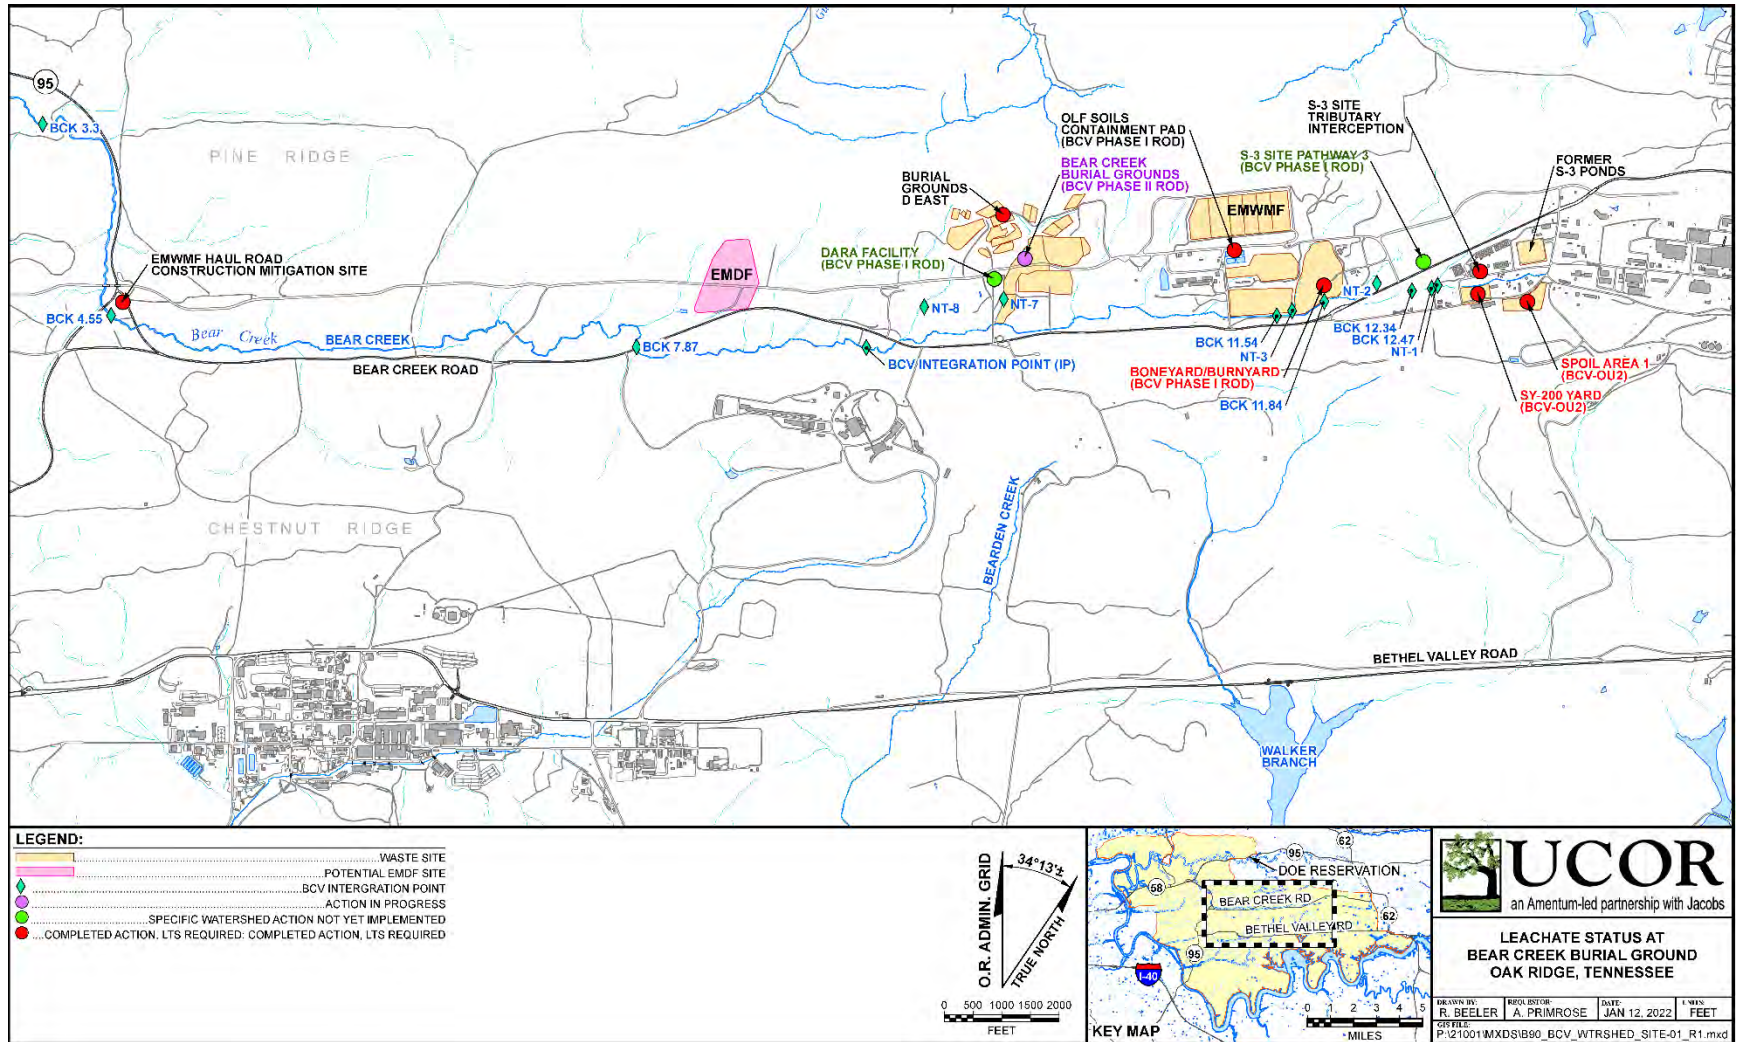 95
BCK 3.3
PINE RIDGE
OLF SOILS
CONTAINMENT PAD
(BCV PHASE I ROD)
S-3 SITE
TRIBUTARY
INTERCEPTION
BEAR CREEK
BURIAL GROUNDS
(BCV PHASE II ROD)
S-3 SITE PATHWAY 3
(BCV PHASE I ROD)
FORMER
S-3 PONDS
BURIAL
GROUNDS
D EAST
EMWMF
DARA FACILITY
(BCV PHASE I ROD)
EMWMF HAUL ROAD
CONSTRUCTION MITIGATION SITE
EMDF
NT-8
NT-7
NT-2
BCK 4.55
Bear Creek
BEAR CREEK
BCK 7.87
BEAR CREEK ROAD
BCV INTEGRATION POINT (IP)
BCK 11.54
NT-3
BCK 12.34
BCK 12.47
NT-1
BONEYARD/BURNYARD
(BCV PHASE I ROD)
BCK 11.84
SPOIL AREA 1
(BCV-OU2)
SY-200 YARD
(BCV-OU2)
CHESTNUT RIDGE
BEARDEN CREEK
BETHEL VALLEY ROAD
WALKER
BRANCH
LEGEND:
WASTE SITE
POTENTIAL EMDF SITE
BCV INTERGRATION POINT
ACTION IN PROGRESS
SPECIFIC WATERSHED ACTION NOT YET IMPLEMENTED
COMPLETED ACTION, LTS REQUIRED: COMPLETED ACTION, LTS REQUIRED
O.R. ADMIN. GRID
34°13'±
TRUE NORTH
0 500 1000 1500 2000
FEET
62
95
DOE RESERVATION
58
BEAR CREEK RD
62
BETHEL VALLEY RD
95
I-40
0 1 2 3 4 5
MILES
KEY MAP
UCOR
an Amentum-led partnership with Jacobs
LEACHATE STATUS AT
BEAR CREEK BURIAL GROUND
OAK RIDGE, TENNESSEE
DRAWN BY: REQUESTOR: DATE: UNITS:
R. BEELER A. PRIMROSE JAN 12, 2022 FEET
GIS FILE:
P:\21001\MXDS\B90_BCV_WTRSHED_SITE-01_R1.mxd